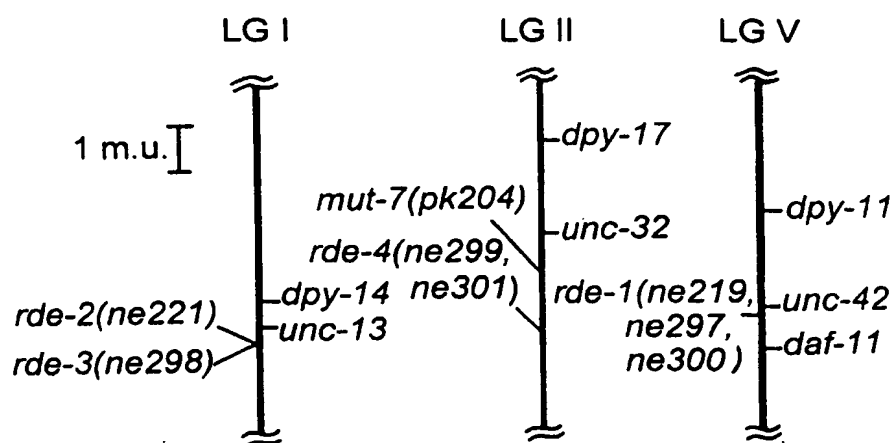 LG I
LG II
LG V
1 m.u.
dpy-17
mut-7(pk204)
dpy-11
unc-32
rde-4(ne299,
ne301)
dpy-14
rde-1(ne219,
ne297,
ne300)
unc-42
rde-2(ne221)
unc-13
rde-3(ne298)
daf-11